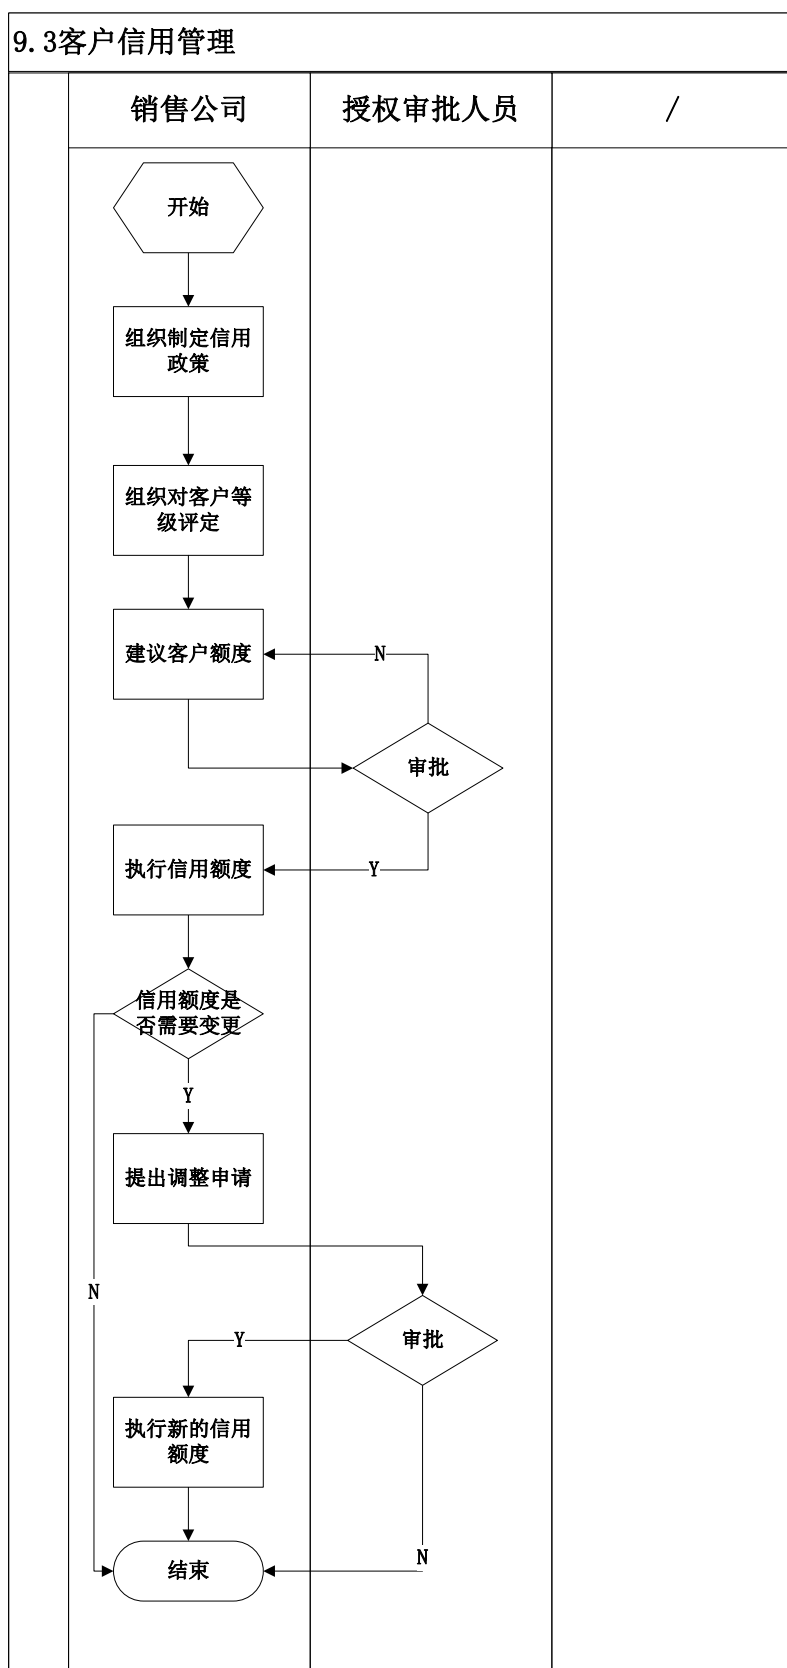 9.3客户信用管理
销售公司
授权审批人员
/
开始
组织制定信用
政策
组织对客户等
级评定
建议客户额度
N
审批
执行信用额度
Y
信用额度是
否需要变更
Y
提出调整申请
N
Y
审批
执行新的信用
额度
N
结束